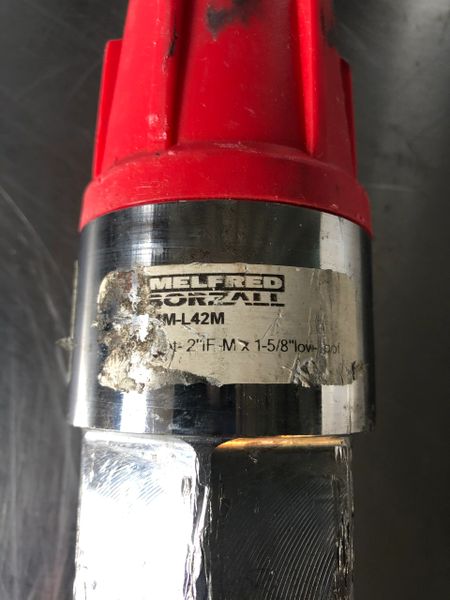 MELFRED
BORZALL
M-L42M
2"IF-M x 1-5/8"low-